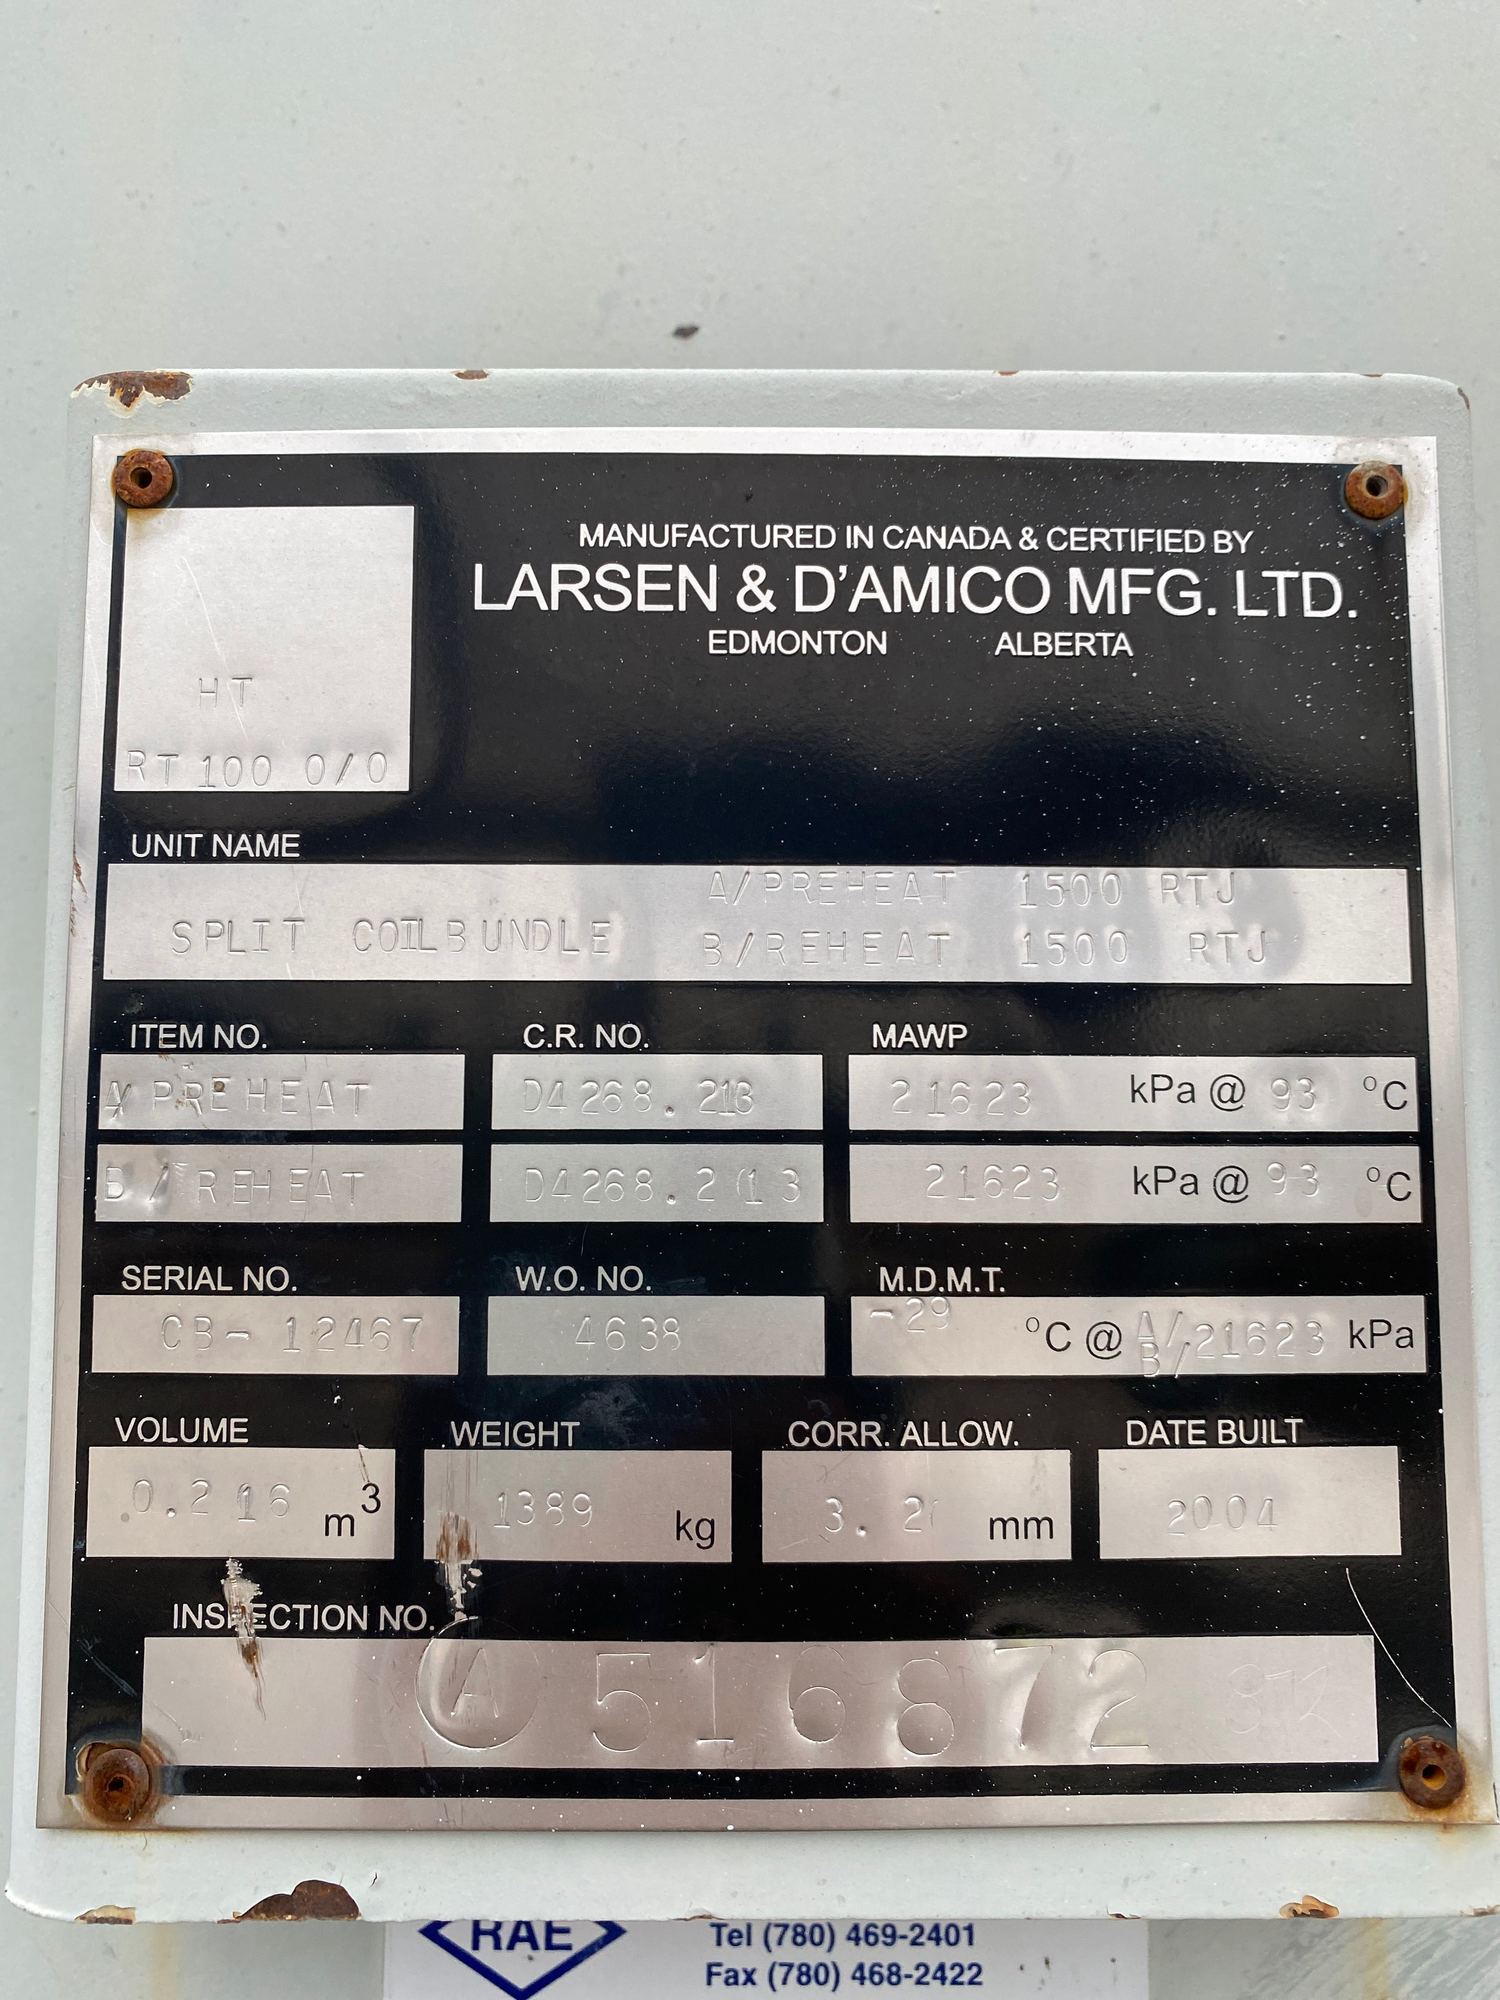 MANUFACTURED IN CANADA & CERTIFIED BY
LARSEN & D'AMICO MFG. LTD.
EDMONTON ALBERTA
HT
RT 100 0/0
UNIT NAME
A/PREHEAT 1500 RTJ
SPLIT COILBUNDLE B/REHEAT 1500 RTJ
ITEM NO. C.R. NO. MAWP
A/PREHEAT D4268.213 21623 kPa @ 93 °C
B/REHEAT D4268.213 21623 kPa @ 93 °C
SERIAL NO. W.O. NO. M.D.M.T.
CB-12467 4638 -29 °C @ A/ B/ 21623 kPa
VOLUME WEIGHT CORR. ALLOW. DATE BUILT
0.216 m³ 1389 kg 3.2 mm 2004
INSPECTION NO.
A 516872
RAE Tel (780) 469-2401
Fax (780) 468-2422